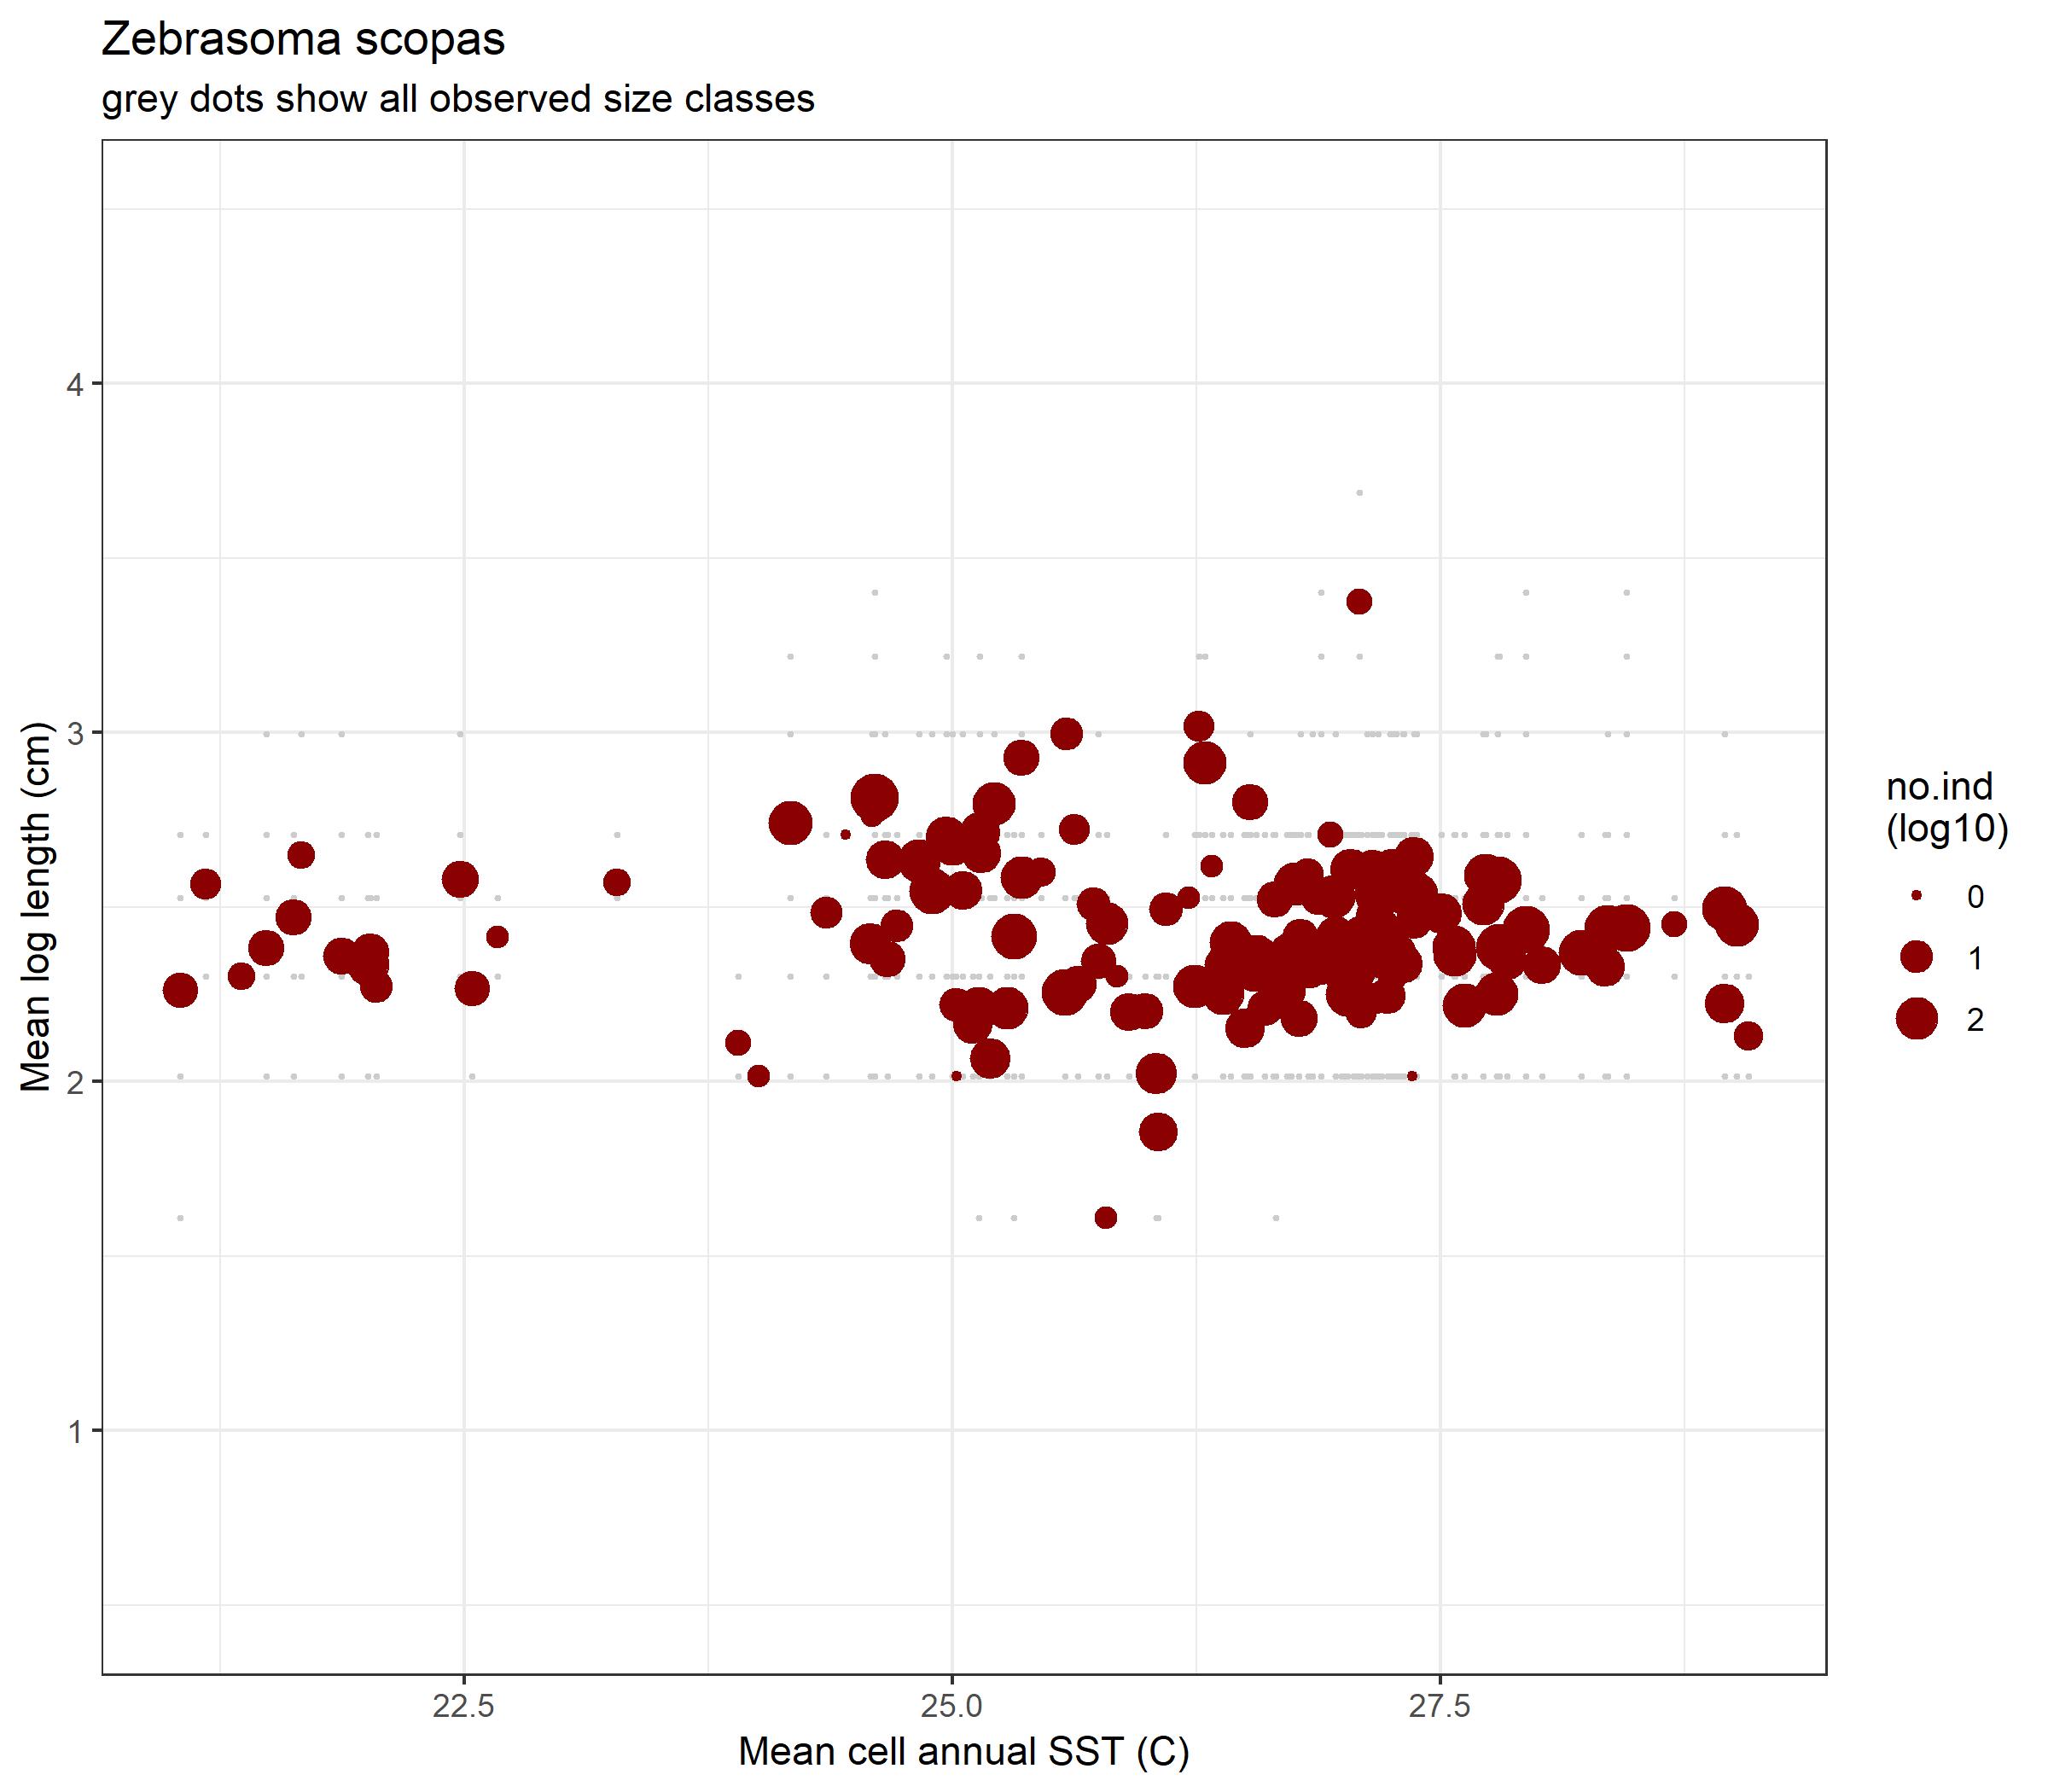 Zebrasoma scopas
grey dots show all observed size classes
Mean log length (cm)
4
3
2
1
22.5
25.0
27.5
Mean cell annual SST (C)
no.ind
(log10)
0
1
2